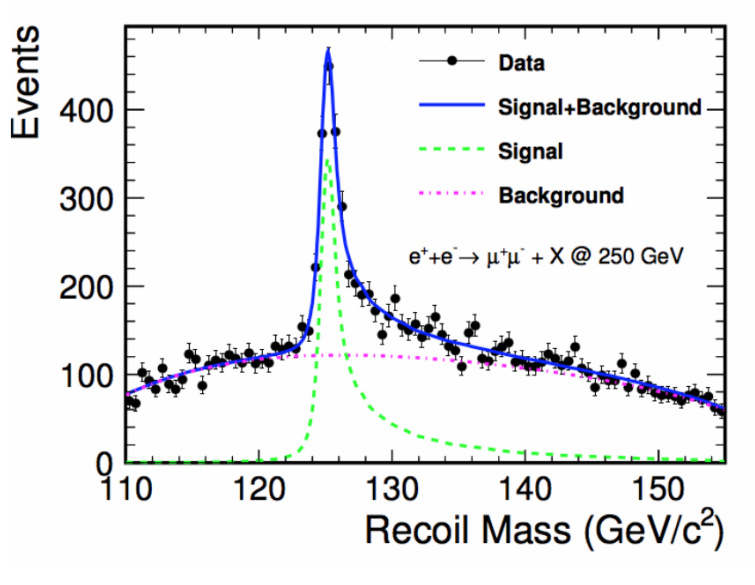 Events
400
300
200
100
0
110
120
130
140
150
Recoil Mass (GeV/c²)
Data
Signal+Background
Signal
Background
e⁺+e⁻→ μ⁺μ⁻ + X @ 250 GeV